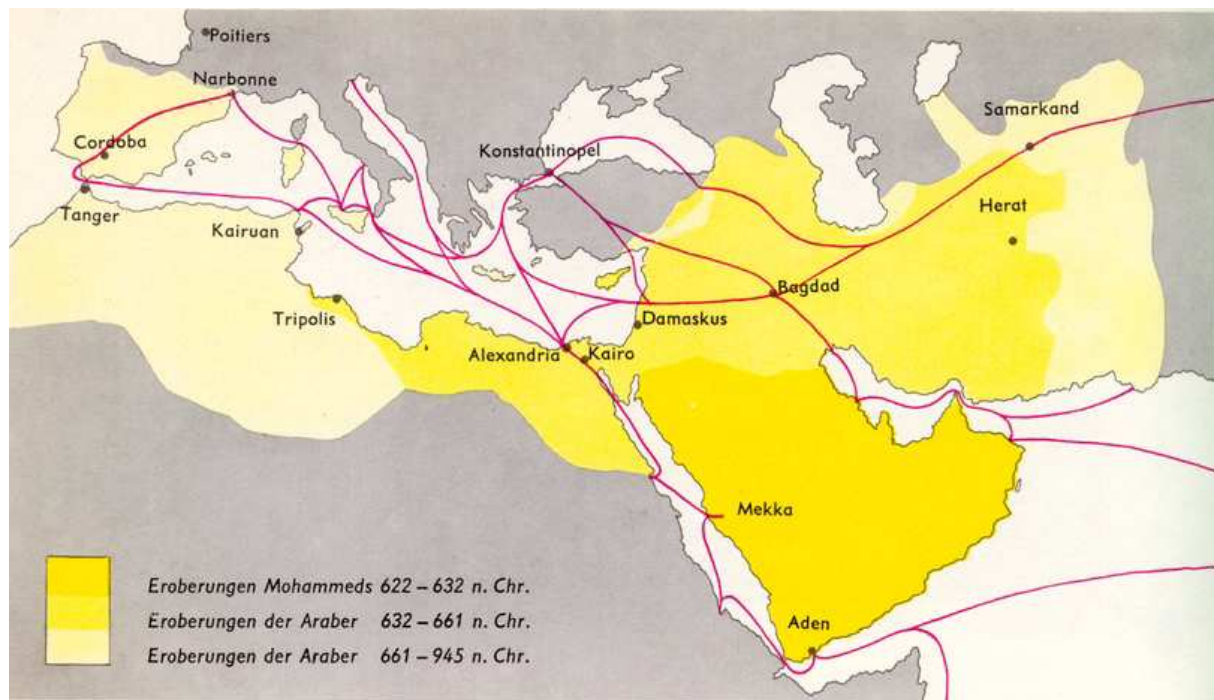 Poitiers
Narbonne
Samarkand
Cordoba
Konstantinopel
Tanger
Kairuan
Herat
Bagdad
Tripolis
Damaskus
Alexandria
Kairo
Mekka
Aden
Eroberungen Mohammeds 622 – 632 n. Chr.
Eroberungen der Araber 632 – 661 n. Chr.
Eroberungen der Araber 661 – 945 n. Chr.